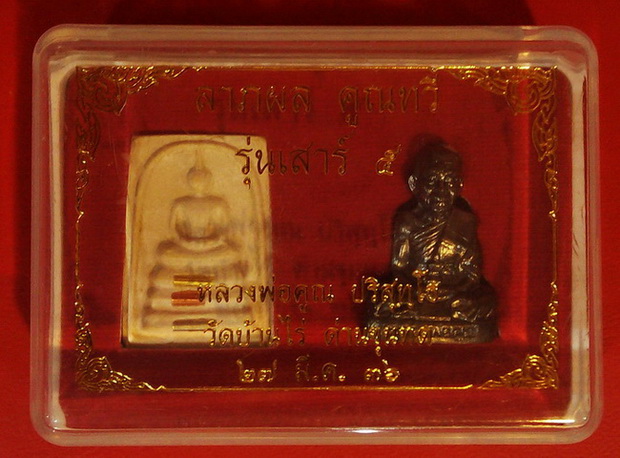 ลาภผล คูณทวี
รุ่นเสาร์ ๕
หลวงพ่อคูณ ปริสุทโธ
วัดบ้านไร่ ด่านขุนทด
๒๗ มี.ค. ๓๖